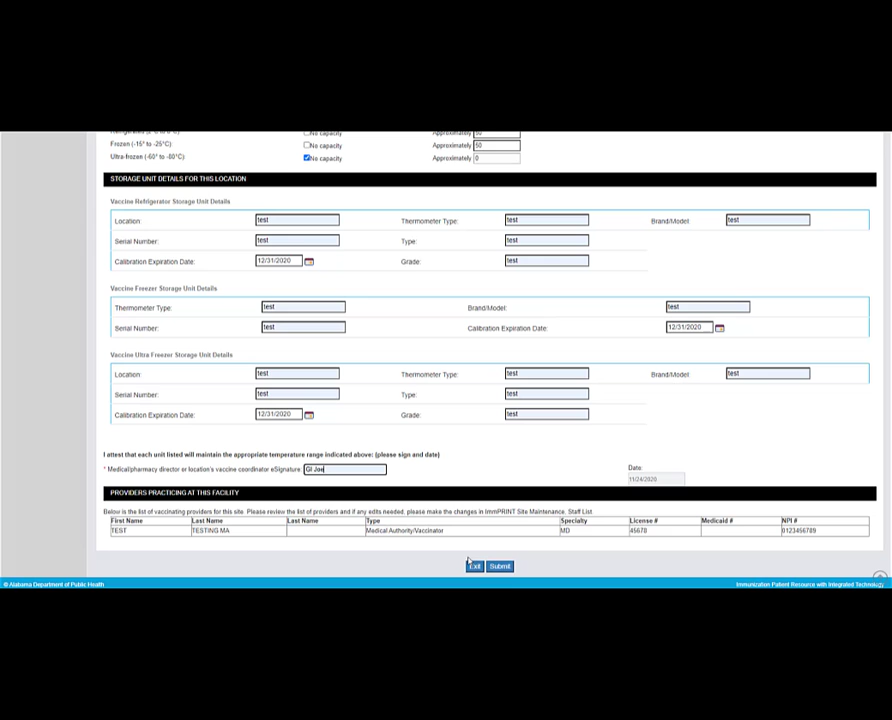 Refrigerated (2°C to 8°C) No capacity Approximately 50
Frozen (-15° to -25°C) No capacity Approximately 50
Ultra-frozen (-60° to -80°C) No capacity Approximately 0
STORAGE UNIT DETAILS FOR THIS LOCATION
Vaccine Refrigerator Storage Unit Details
Location: test Thermometer Type: test Brand/Model: test
Serial Number: test Type: test
Calibration Expiration Date: 12/31/2020 Grade: test
Vaccine Freezer Storage Unit Details
Thermometer Type: test Brand/Model: test
Serial Number: test Calibration Expiration Date: 12/31/2020
Vaccine Ultra Freezer Storage Unit Details
Location: test Thermometer Type: test Brand/Model: test
Serial Number: test Type: test
Calibration Expiration Date: 12/31/2020 Grade: test
I attest that each unit listed will maintain the appropriate temperature range indicated above: (please sign and date)
* Medical/pharmacy director or location's vaccine coordinator eSignature: GI Joe Date:
11/24/2020
PROVIDERS PRACTICING AT THIS FACILITY
Below is the list of vaccinating providers for this site. Please review the list of providers and if any edits needed, please make the changes in ImmPRINT Site Maintenance, Staff List.
First Name Last Name Last Name Type Specialty License # Medicaid # NPI #
TEST TESTING MA Medical Authority/Vaccinator MD 45678 0123456789
Exit Submit
© Alabama Department of Public Health Immunization Patient Resource with Integrated Technology